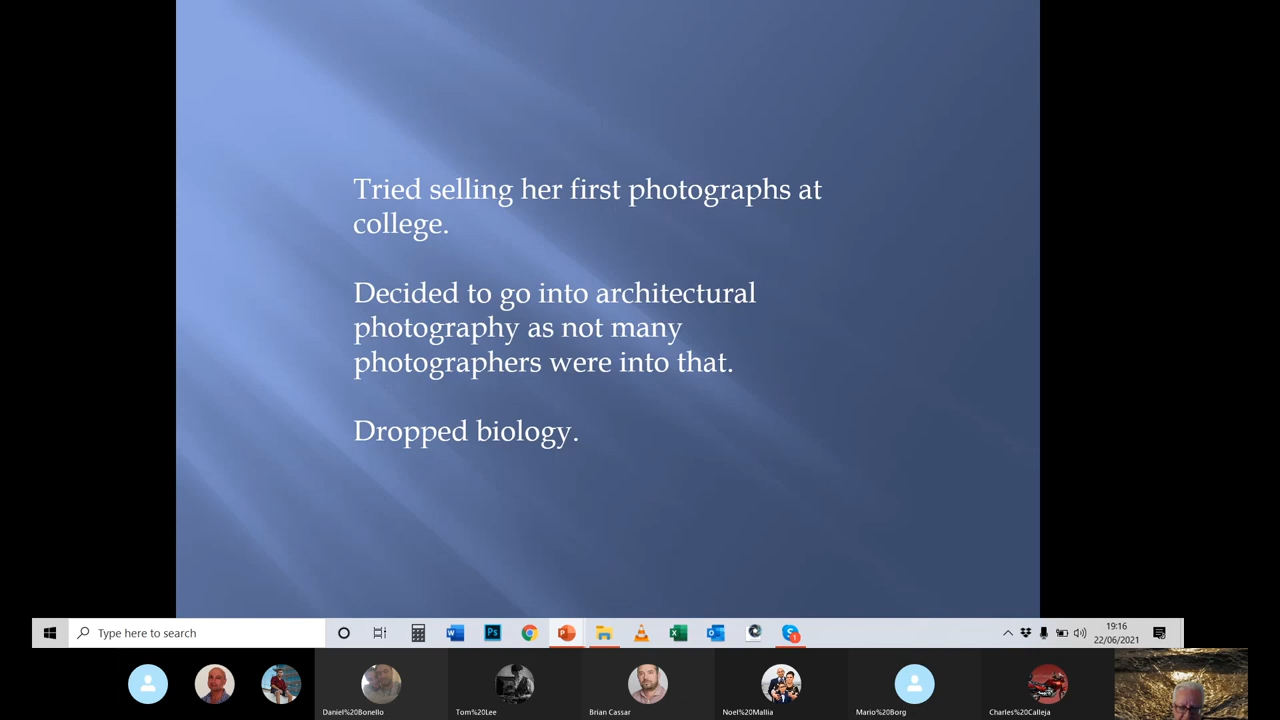 Tried selling her first photographs at
college.
Decided to go into architectural
photography as not many
photographers were into that.
Dropped biology.
Type here to search
19:16
22/06/2021
Daniel%20Bonello
Tom%20Lee
Brian Cassar
Noel%20Mallia
Mario%20Borg
Charles%20Calleja